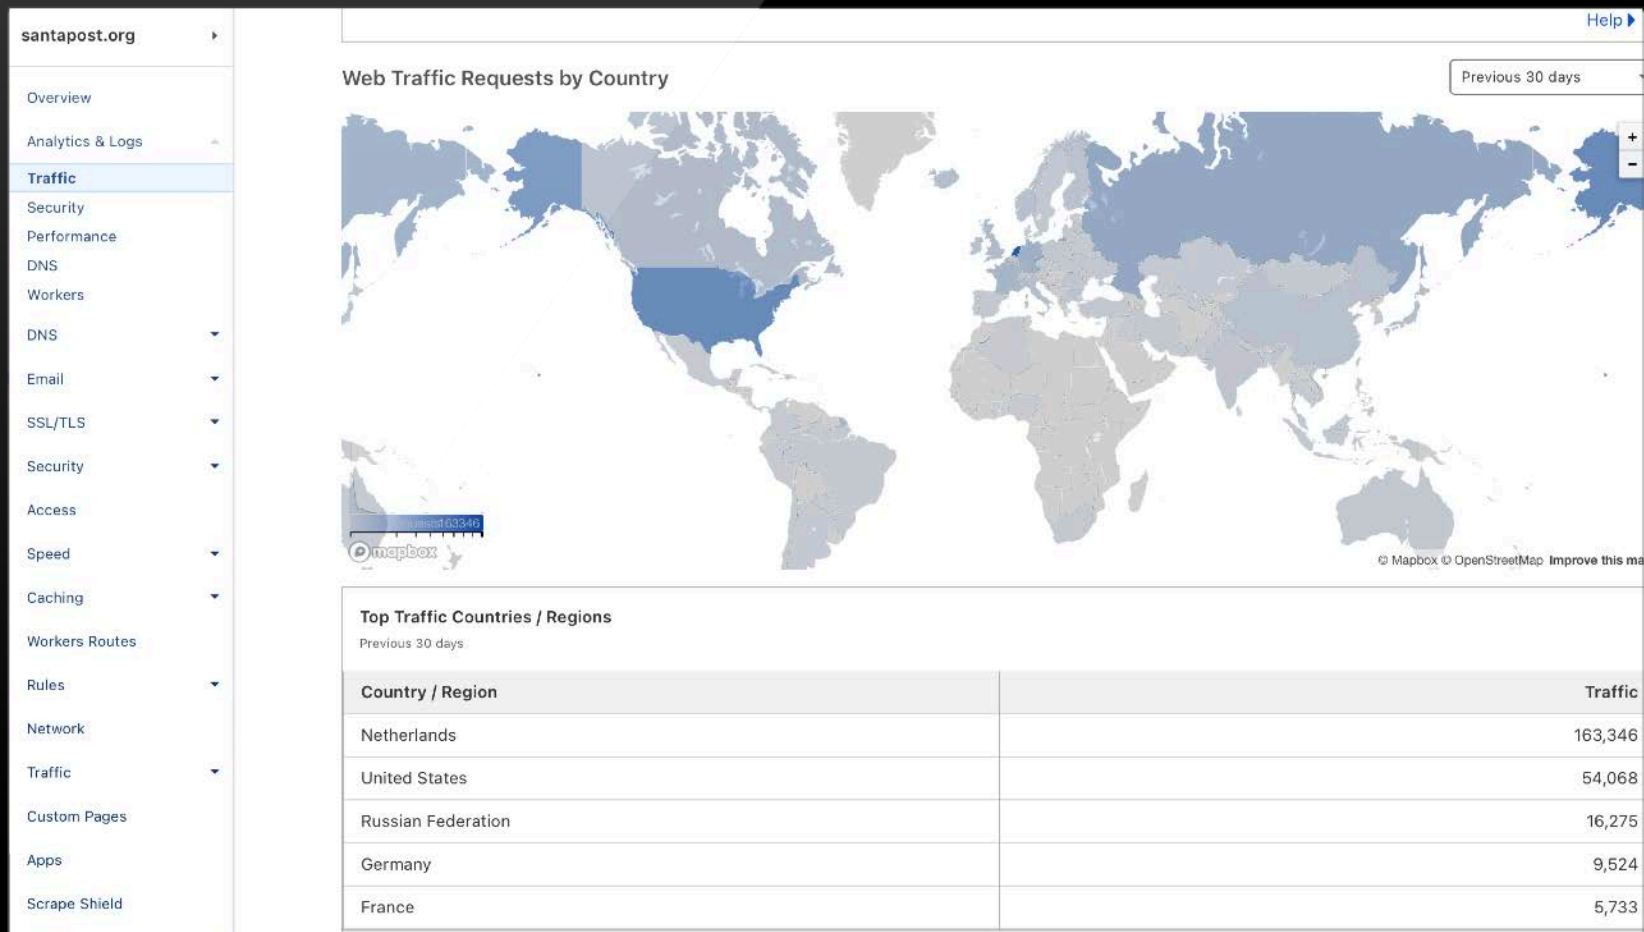 santapost.org
Overview
Analytics & Logs
Traffic
Security
Performance
DNS
Workers
DNS
Email
SSL/TLS
Security
Access
Speed
Caching
Workers Routes
Rules
Network
Traffic
Custom Pages
Apps
Scrape Shield
Help
Web Traffic Requests by Country
Previous 30 days
+
−
163346
mapbox
© Mapbox © OpenStreetMap Improve this ma
Top Traffic Countries / Regions
Previous 30 days
Country / Region Traffic
Netherlands 163,346
United States 54,068
Russian Federation 16,275
Germany 9,524
France 5,733